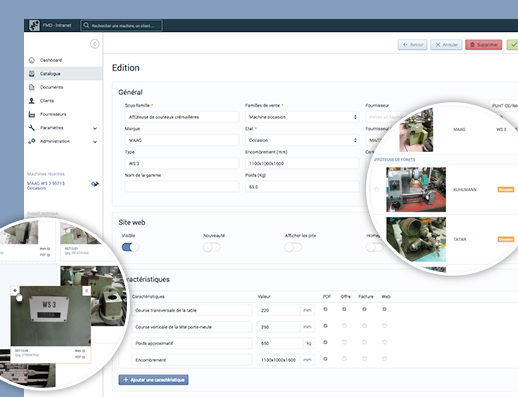 FMD - Intranet
Rechercher une machine, un client ...
Retour
Annuler
Supprimer
Dashboard
Catalogue
Documents
Clients
Fournisseurs
Paramètres
Administration
Machines récentes
MAAG WS 3 90713
Occasion
Edition
Général
Sous-famille *
Familles de vente *
Fournisseur
Affûteuse de couteaux crémaillères
Machine occasion
Marque
Etat *
Fournisseur
MAAG
Occasion
Type
Encombrement (mm)
WS 3
1100x1000x1600
Nom de la gamme
Poids (Kg)
65.0
MAAG
WS 3
AFFÛTEUSE DE FORETS
KUHLMANN
TATAR
Site web
Visible
Nouveauté
Afficher les prix
WS 3
Caractéristiques
Caractéristiques
Valeur
PDF
Offre
Facture
Web
Course transversale de la table
220
mm
Course verticale de la tête porte-meule
250
mm
Poids approximatif
650
kg
Encombrement
1100x1000x1600
mm
+ Ajouter une caractéristique